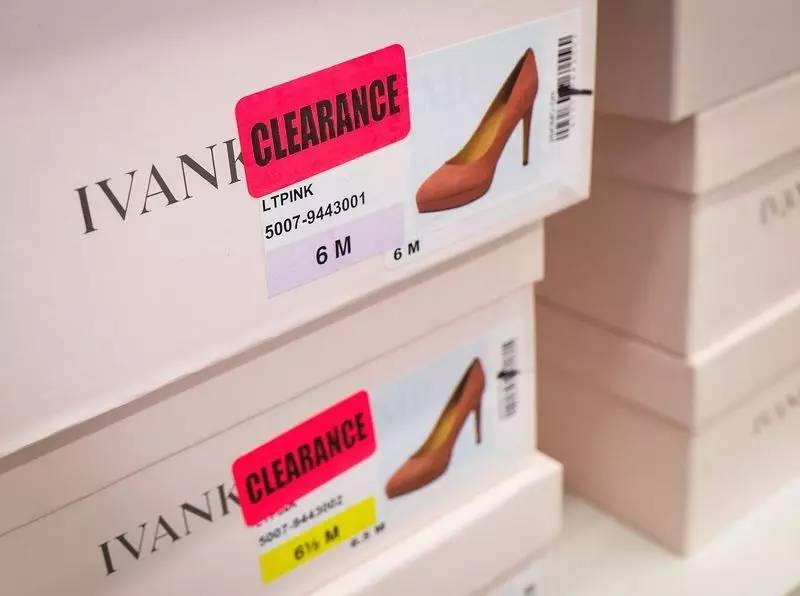 IVANK
CLEARANCE
LTPINK
5007-9443001
6 M
6 M
IVANK
CLEARANCE
5007-9443002
6½ M